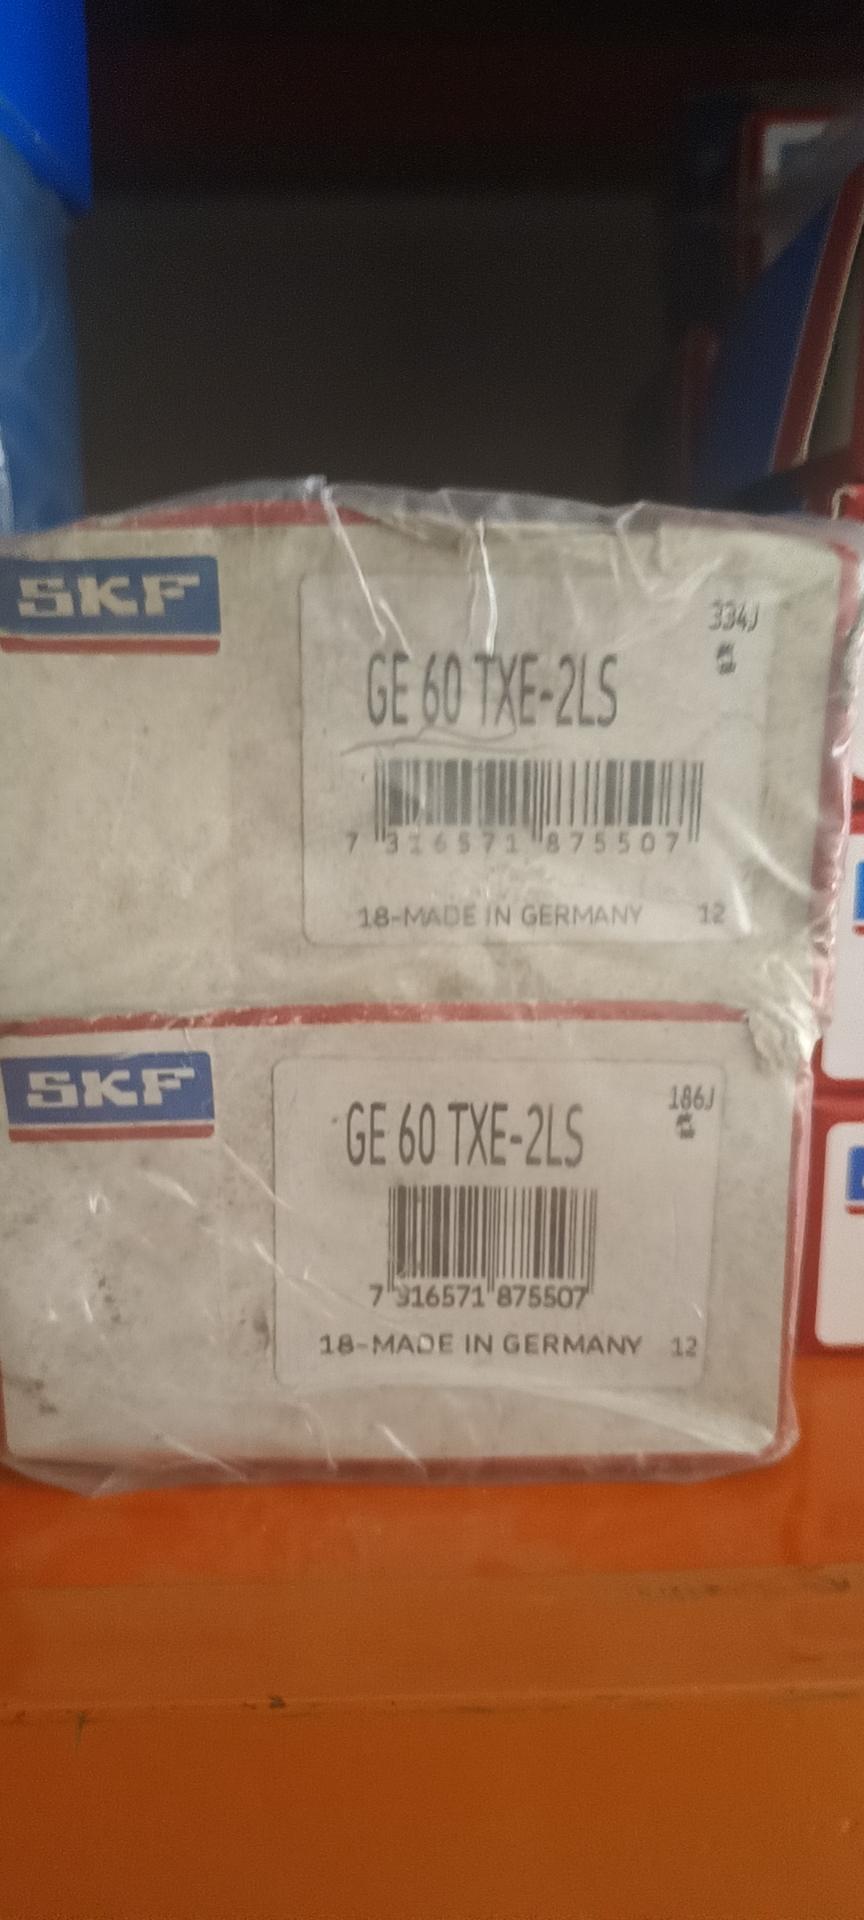 SKF
334J
GE 60 TXE-2LS
7 316571 875507
18-MADE IN GERMANY 12
SKF
186J
GE 60 TXE-2LS
7 316571 875507
18-MADE IN GERMANY 12